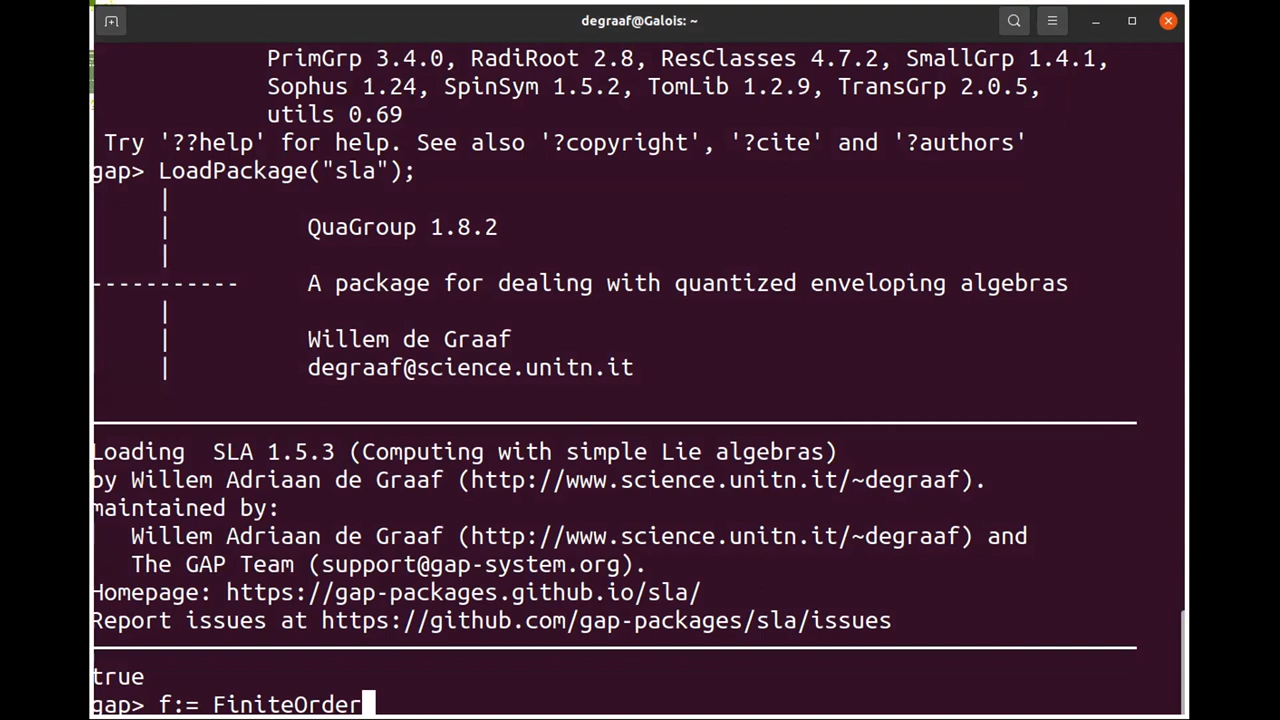 degraaf@Galois: ~
PrimGrp 3.4.0, RadiRoot 2.8, ResClasses 4.7.2, SmallGrp 1.4.1,
Sophus 1.24, SpinSym 1.5.2, TomLib 1.2.9, TransGrp 2.0.5,
utils 0.69
Try '??help' for help. See also '?copyright', '?cite' and '?authors'
gap> LoadPackage("sla");
|
| QuaGroup 1.8.2
|
----------- A package for dealing with quantized enveloping algebras
|
| Willem de Graaf
| degraaf@science.unitn.it
Loading SLA 1.5.3 (Computing with simple Lie algebras)
by Willem Adriaan de Graaf (http://www.science.unitn.it/~degraaf).
maintained by:
Willem Adriaan de Graaf (http://www.science.unitn.it/~degraaf) and
The GAP Team (support@gap-system.org).
Homepage: https://gap-packages.github.io/sla/
Report issues at https://github.com/gap-packages/sla/issues
true
gap> f:= FiniteOrder